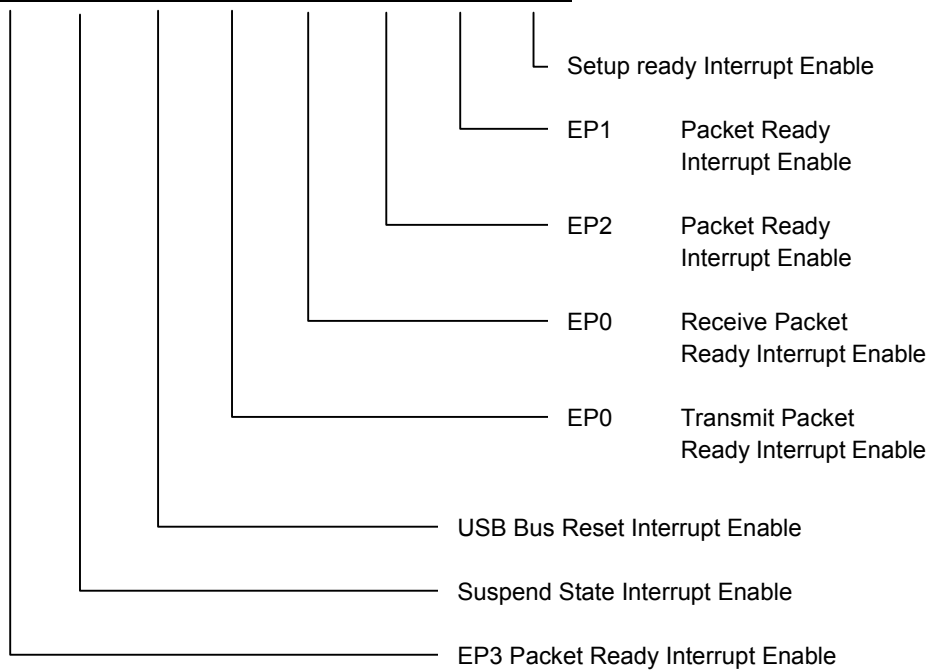 Setup ready Interrupt Enable
EP1 Packet Ready
Interrupt Enable
EP2 Packet Ready
Interrupt Enable
EP0 Receive Packet
Ready Interrupt Enable
EP0 Transmit Packet
Ready Interrupt Enable
USB Bus Reset Interrupt Enable
Suspend State Interrupt Enable
EP3 Packet Ready Interrupt Enable